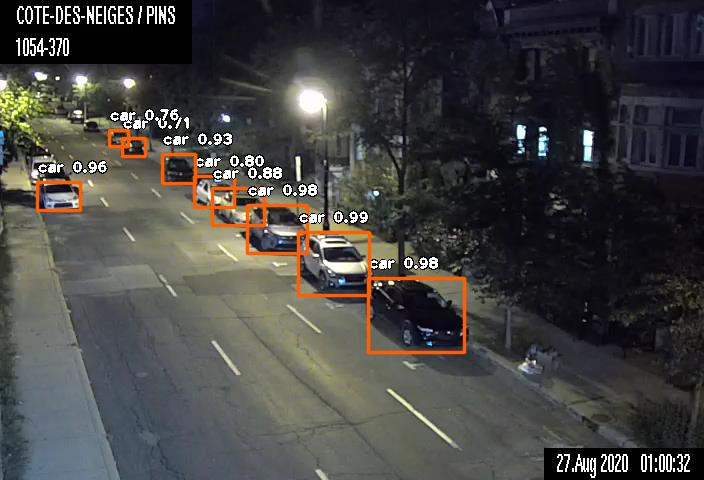 COTE-DES-NEIGES / PINS
1054-370
car 0.76
car 0.71
car 0.93
car 0.80
car 0.96
car 0.88
car 0.98
car 0.99
car 0.98
27.Aug 2020 01:00:32